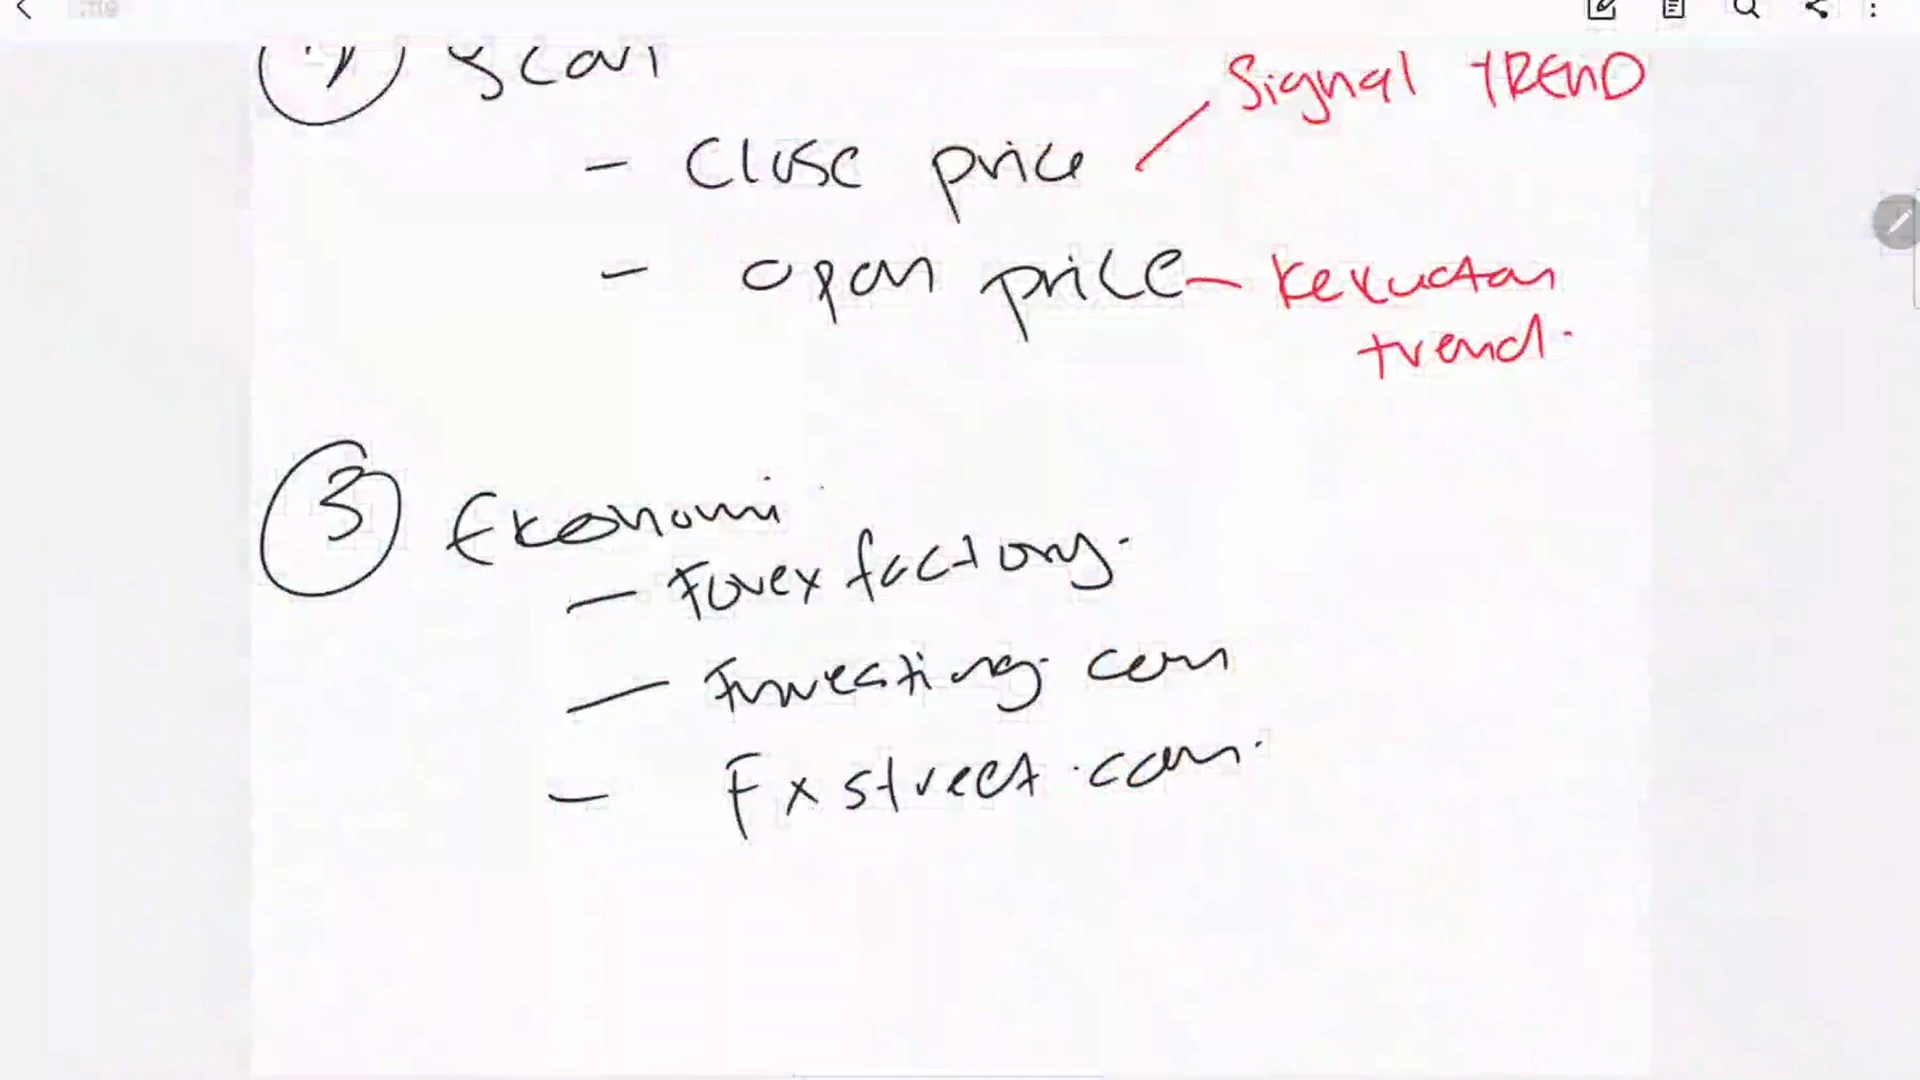 Scan
- Close price
Signal TREND
- Open price - Kekuatan
trend.
3 Ekonomi
- Forex factory.
- Investing.com
- Fxstreet.com.